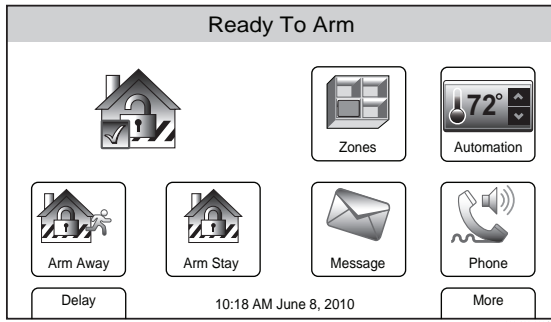 Ready To Arm
72°
Zones
Automation
Arm Away
Arm Stay
Message
Phone
Delay
10:18 AM June 8, 2010
More